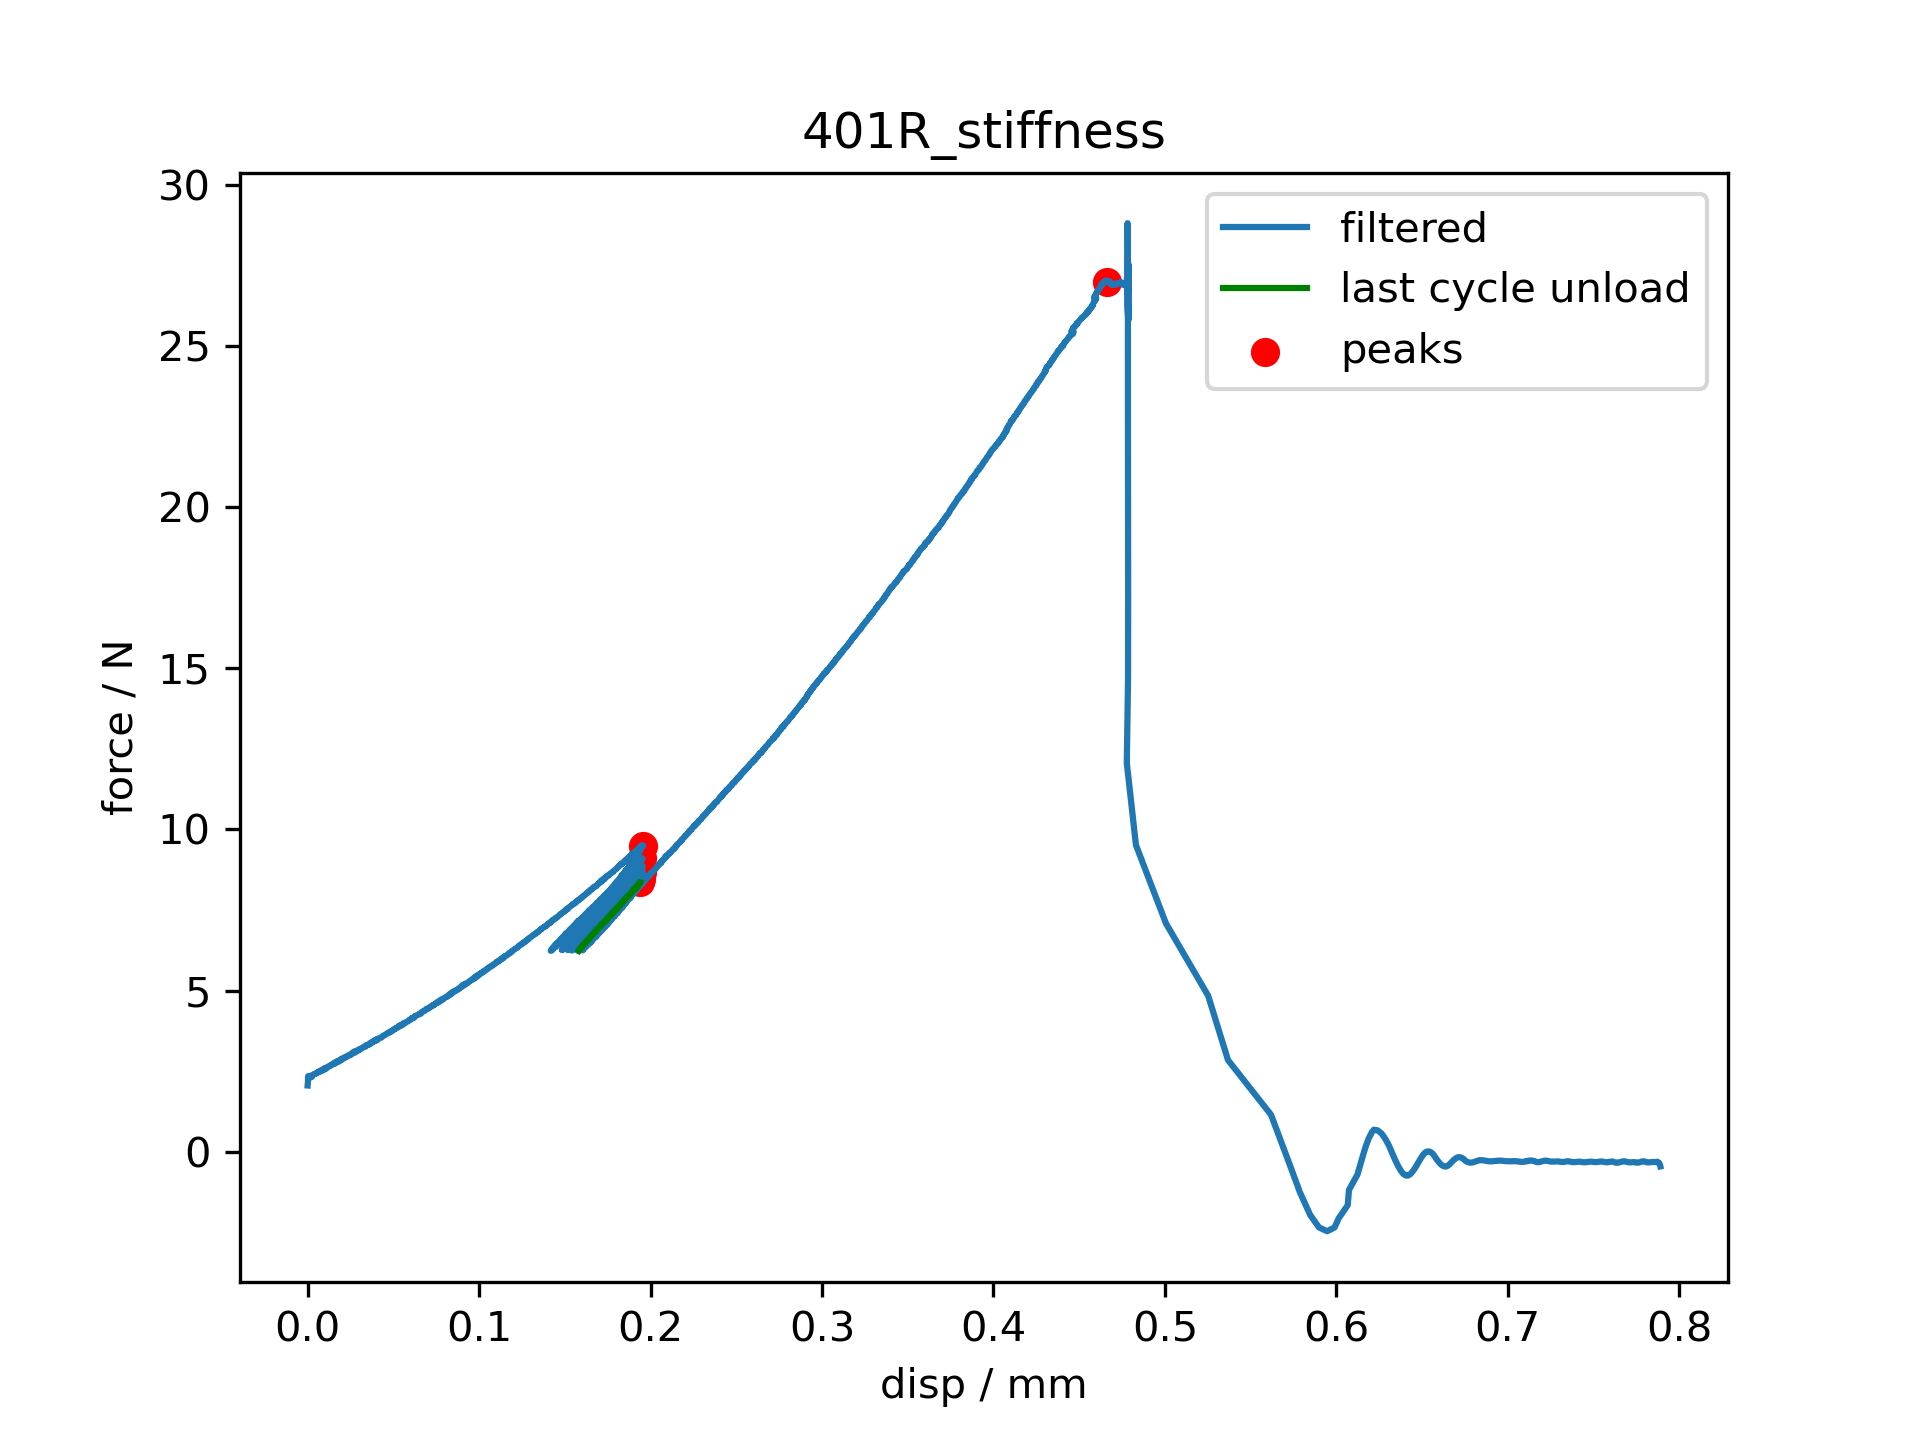 401R_stiffness
filtered
last cycle unload
peaks
force / N
30
25
20
15
10
5
0
0.0 0.1 0.2 0.3 0.4 0.5 0.6 0.7 0.8
disp / mm